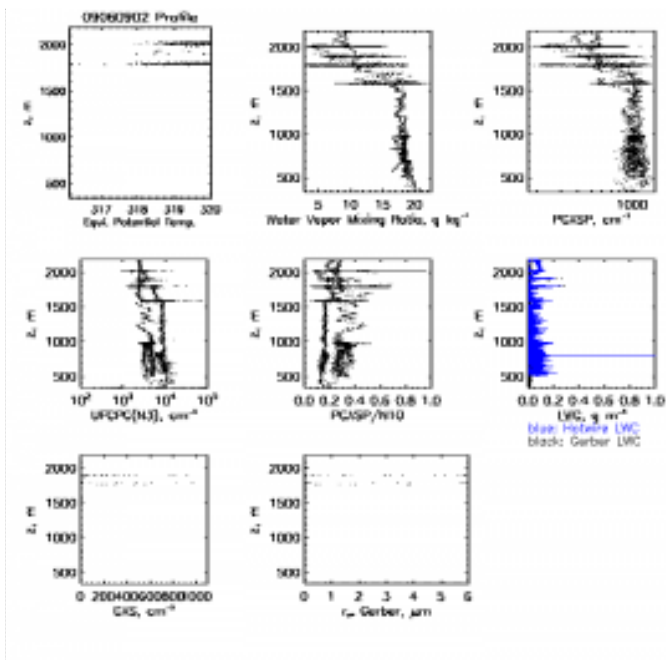 09060902 Profile
2000
1500
1000
500
z, m
317 318 319 320
Equi. Potential Temp.
2000
1500
1000
500
z, m
5 10 15 20
Water Vapor Mixing Ratio, g kg⁻¹
2000
1500
1000
500
z, m
1000
PCASP, cm⁻³
2000
1500
1000
500
z, m
10² 10³ 10⁴ 10⁵
UFCPC(N3), cm⁻³
2000
1500
1000
500
z, m
0.0 0.2 0.4 0.6 0.8 1.0
PCASP/N10
2000
1500
1000
500
z, m
0.0 0.2 0.4 0.6 0.8 1.0
LWC, g m⁻³
blue: Hotwire LWC
black: Gerber LWC
2000
1500
1000
500
z, m
0 200 400 600 800 1000
cm⁻³
2000
1500
1000
500
z, m
0 1 2 3 4 5 6
Gerber, μm